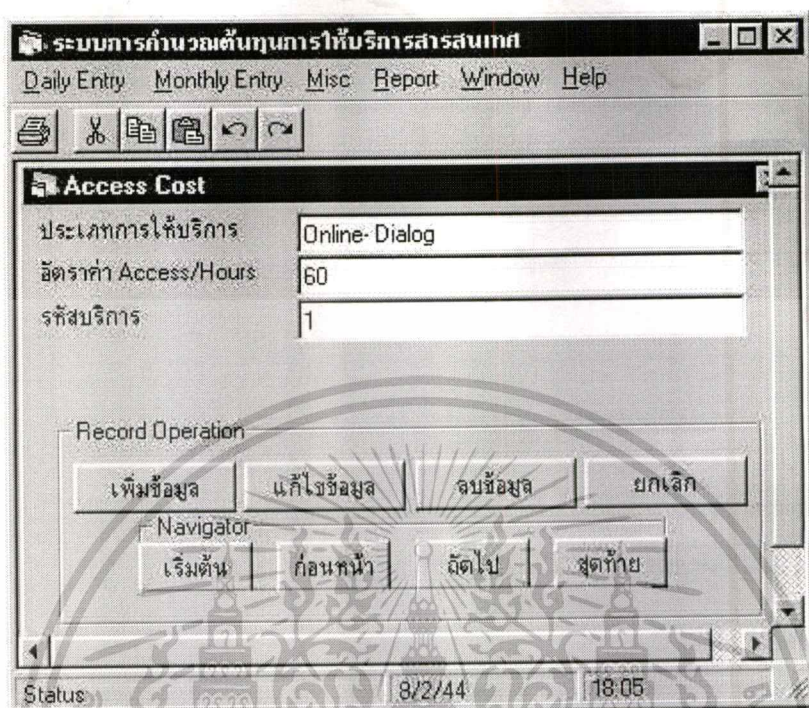 ระบบการคำนวณต้นทุนการให้บริการสารสนเทศ
Daily Entry Monthly Entry Misc Report Window Help
Access Cost
ประเภทการให้บริการ Online- Dialog
อัตราค่า Access/Hours 60
รหัสบริการ 1
Record Operation
เพิ่มข้อมูล แก้ไขข้อมูล ลบข้อมูล ยกเลิก
Navigator
เริ่มต้น ก่อนหน้า ถัดไป สุดท้าย
Status 8/2/44 18:05